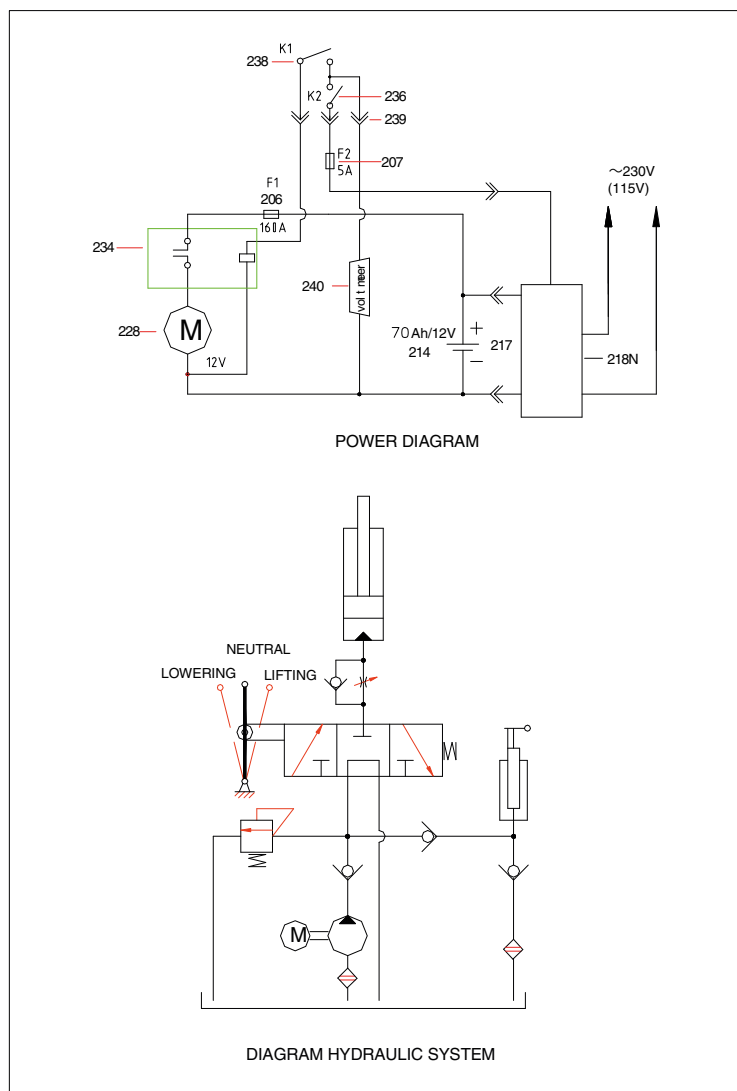 K1
238
K2
236
239
F2
5A
207
~230V
(115V)
F1
206
160A
234
240
voltmeer
228
M
12V
70Ah/12V
214
+
−
217
218N
POWER DIAGRAM
NEUTRAL
LOWERING
LIFTING
M
DIAGRAM HYDRAULIC SYSTEM